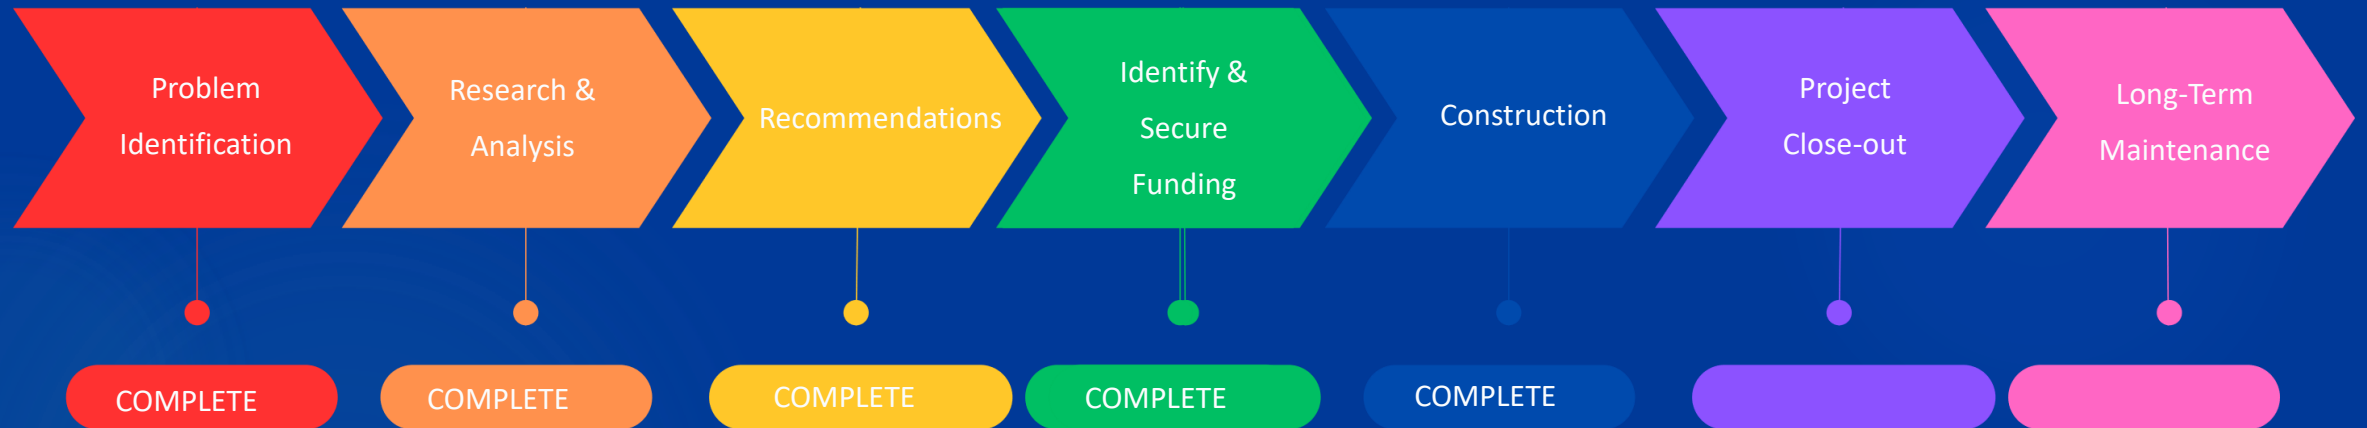 Problem
Identification
Research &
Analysis
Recommendations
Identify &
Secure
Funding
Construction
Project
Close-out
Long-Term
Maintenance
COMPLETE
COMPLETE
COMPLETE
COMPLETE
COMPLETE